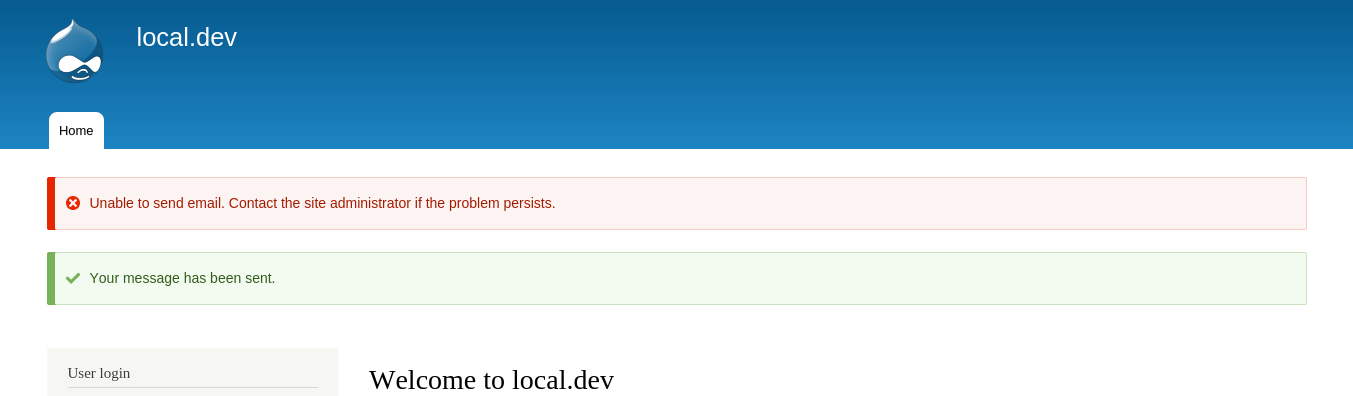 local.dev
Home
Unable to send email. Contact the site administrator if the problem persists.
Your message has been sent.
User login
Welcome to local.dev